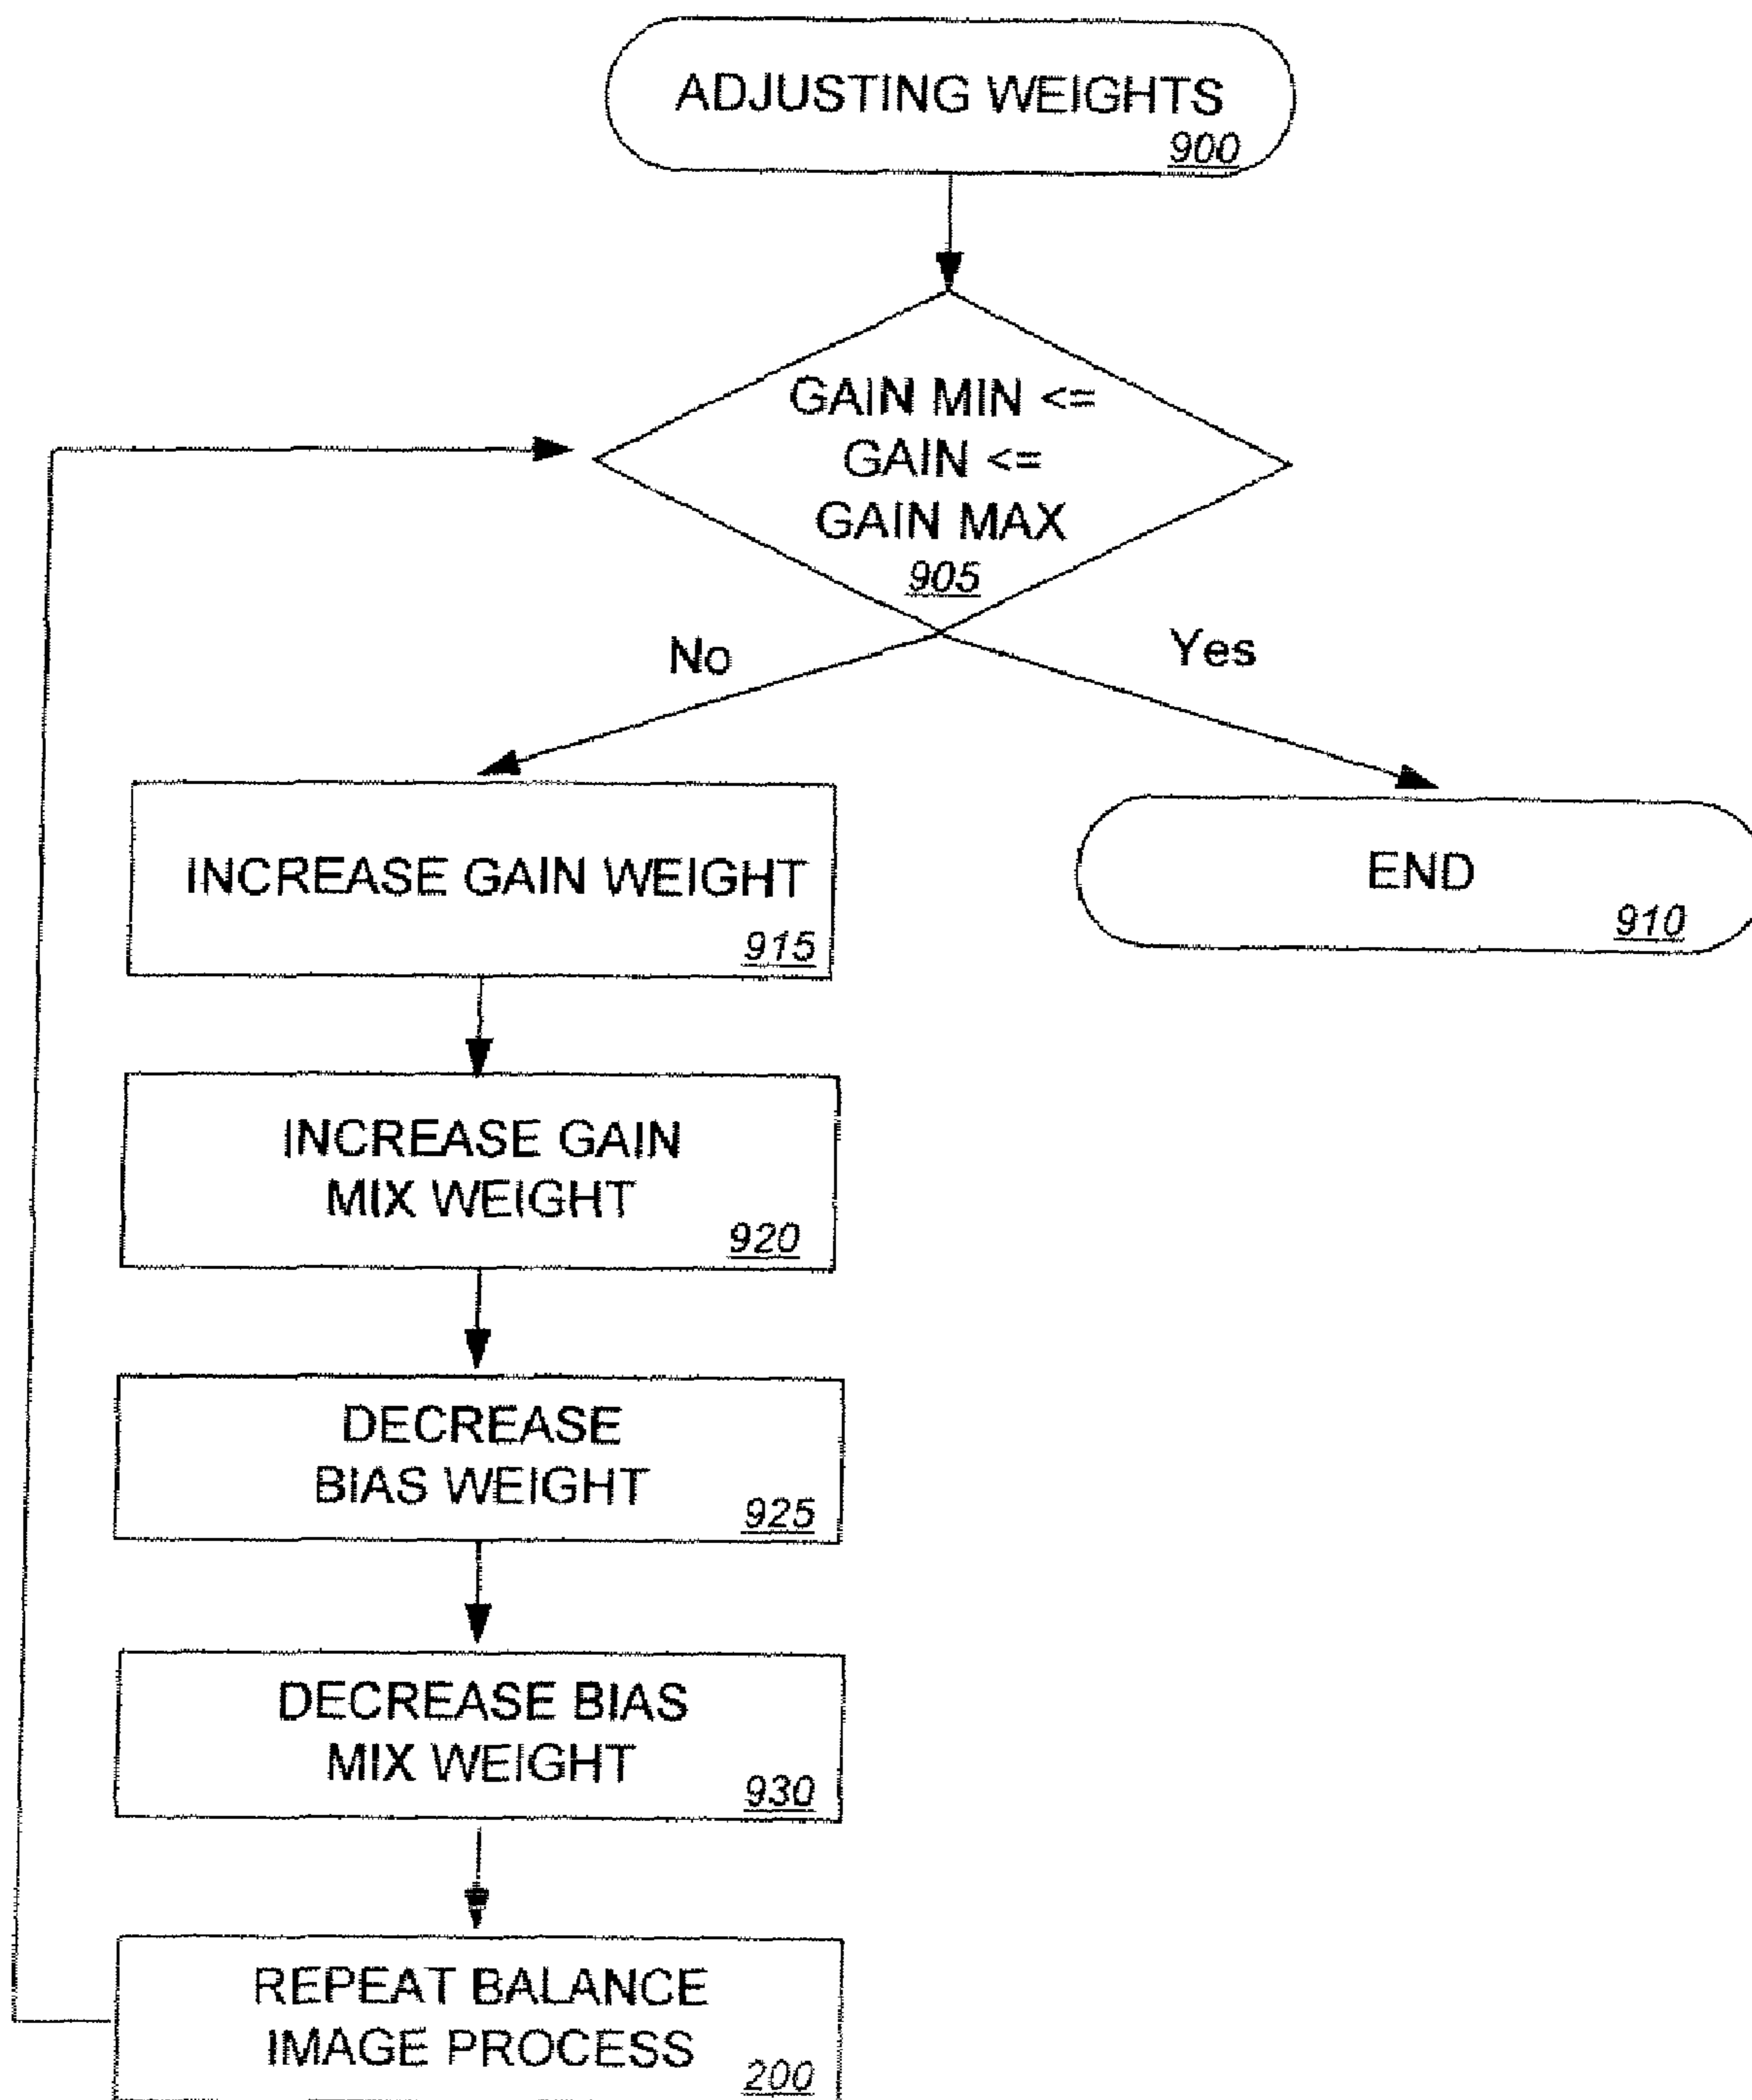 ADJUSTING WEIGHTS
900
GAIN MIN <=
GAIN <=
GAIN MAX
905
No
Yes
INCREASE GAIN WEIGHT
915
END
910
INCREASE GAIN
MIX WEIGHT
920
DECREASE
BIAS WEIGHT
925
DECREASE BIAS
MIX WEIGHT
930
REPEAT BALANCE
IMAGE PROCESS
200